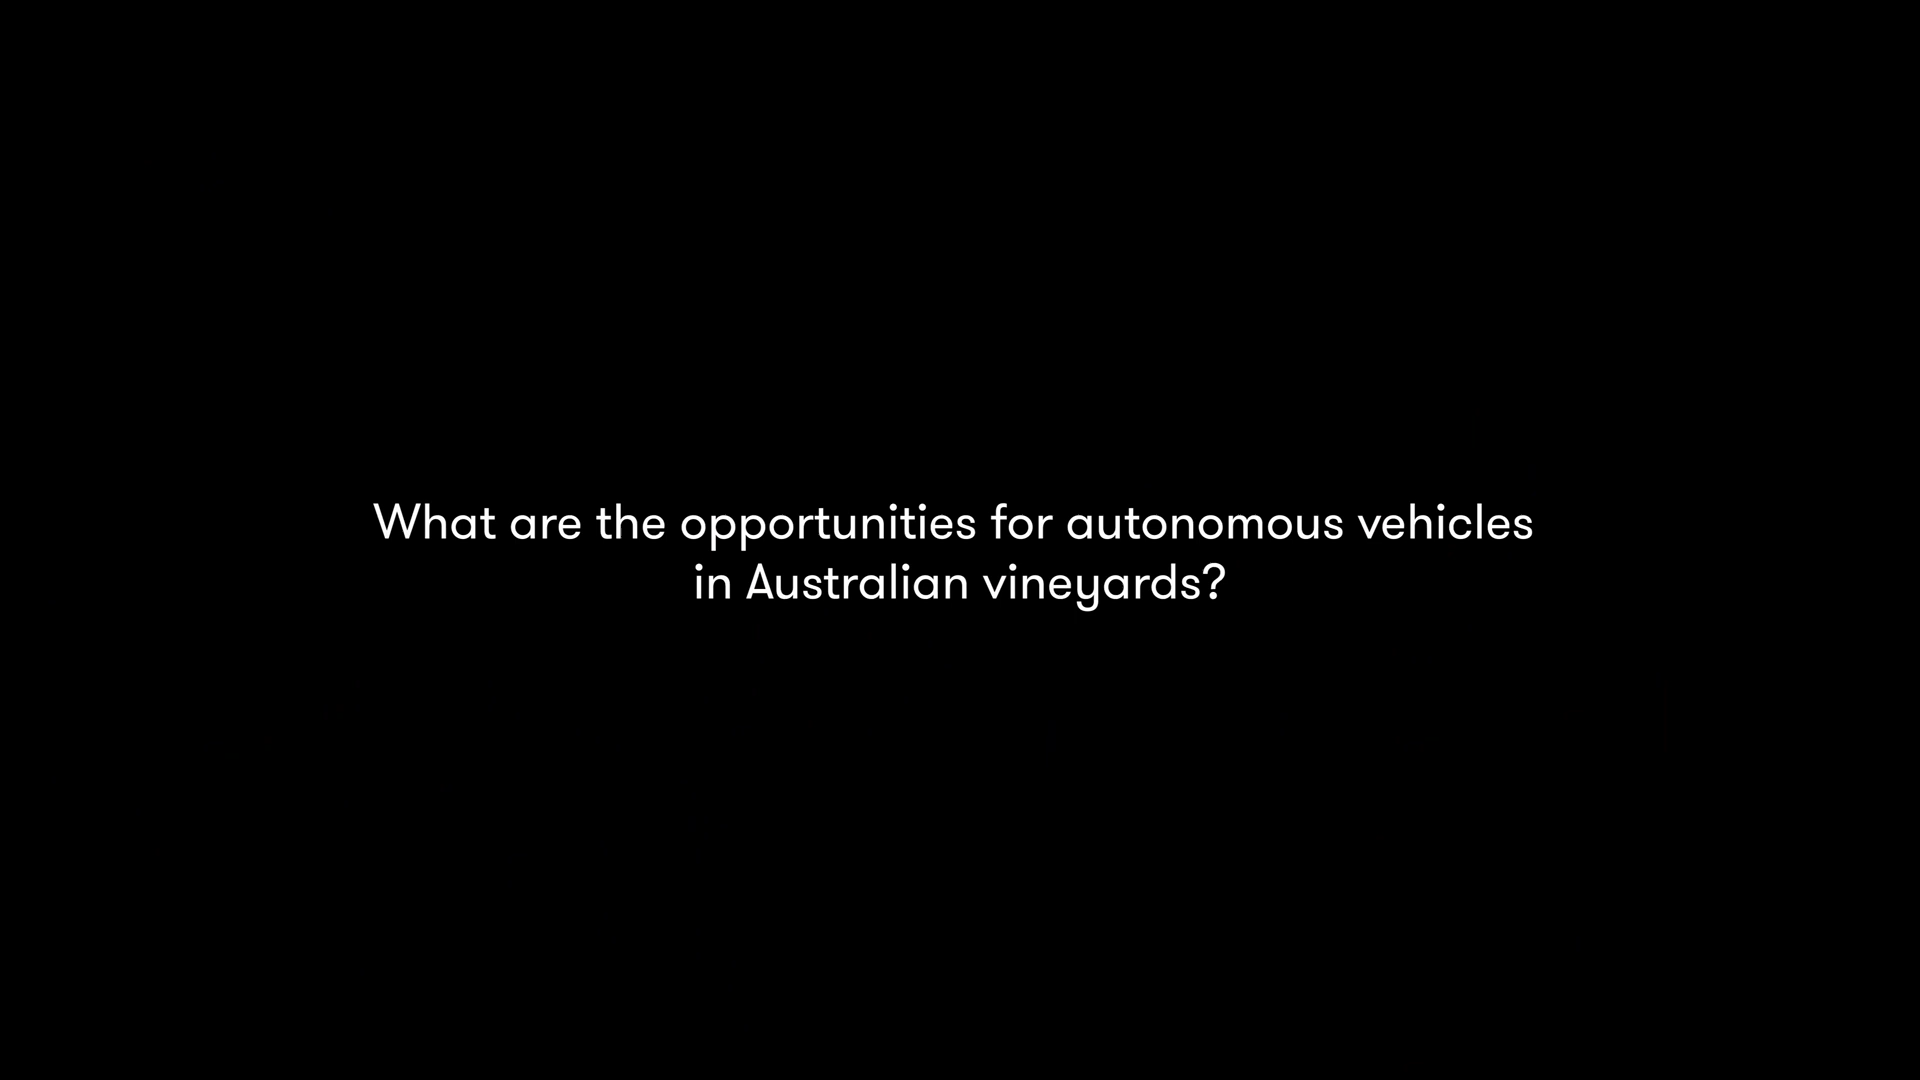 What are the opportunities for autonomous vehicles
in Australian vineyards?